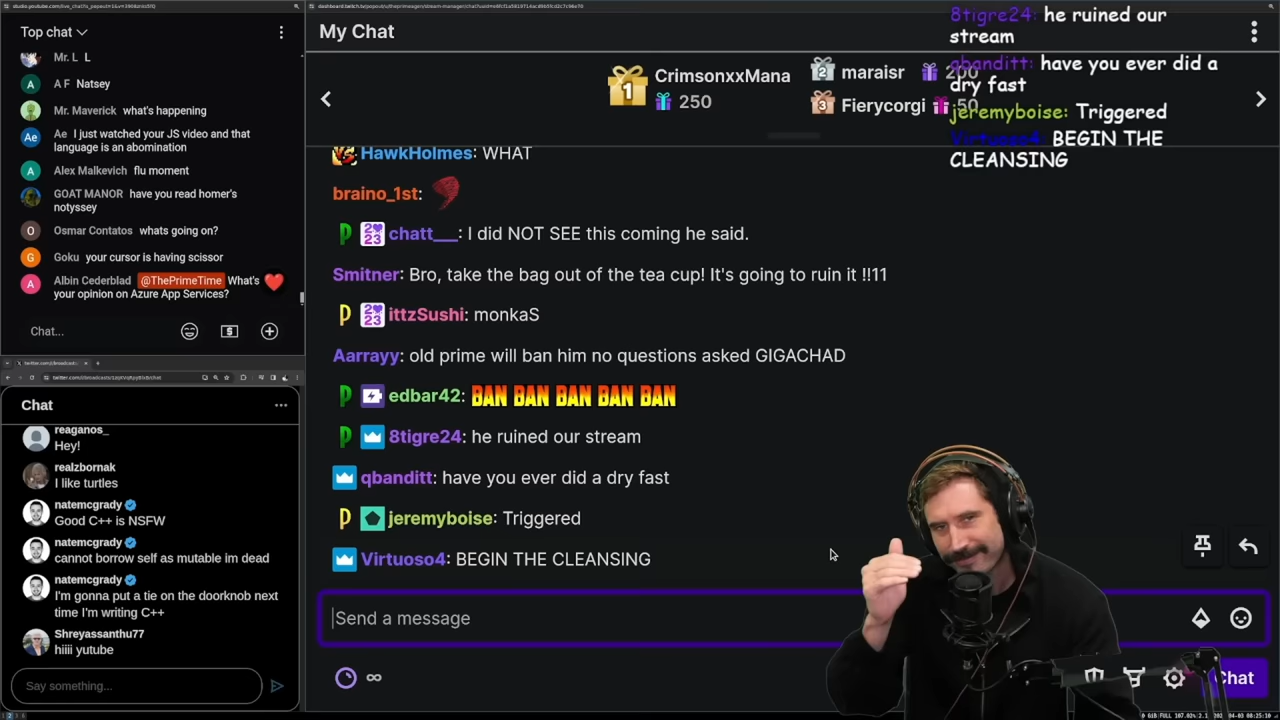 Top chat
Mr. L L
A F Natsey
Mr. Maverick what's happening
Ae I just watched your JS video and that
language is an abomination
Alex Malkevich flu moment
GOAT MANOR have you read homer's
notyssey
Osmar Contatos whats going on?
Goku your cursor is having scissor
Albin Cederblad @ThePrimeTime What's
your opinion on Azure App Services?
Chat...
Chat
reaganos_
Hey!
realzbornak
I like turtles
natemcgrady
Good C++ is NSFW
natemcgrady
cannot borrow self as mutable im dead
natemcgrady
I'm gonna put a tie on the doorknob next
time I'm writing C++
Shreyassanthu77
hiiii yutube
Say something...
My Chat
1 CrimsonxxMana
250
2 maraisr 200
3 Fierycorgi 50
HawkHolmes: WHAT
braino_1st:
chatt___: I did NOT SEE this coming he said.
Smitner: Bro, take the bag out of the tea cup! It's going to ruin it !!11
ittzSushi: monkaS
Aarrayy: old prime will ban him no questions asked GIGACHAD
edbar42: BAN BAN BAN BAN BAN
8tigre24: he ruined our stream
qbanditt: have you ever did a dry fast
jeremyboise: Triggered
Virtuoso4: BEGIN THE CLEANSING
Send a message
Chat
8tigre24: he ruined our
stream
qbanditt: have you ever did a
dry fast
jeremyboise: Triggered
Virtuoso4: BEGIN THE
CLEANSING